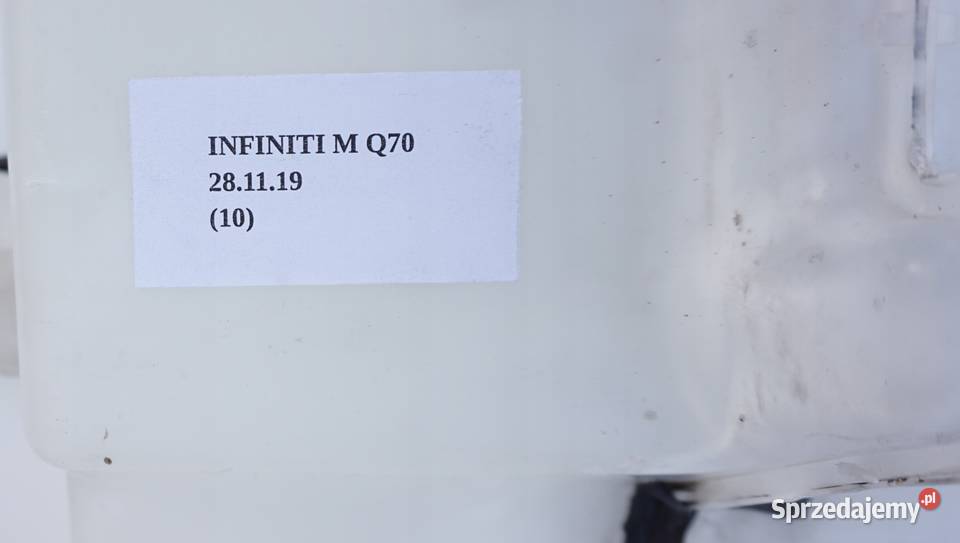 INFINITI M Q70
28.11.19
(10)
Sprzedajemy.pl